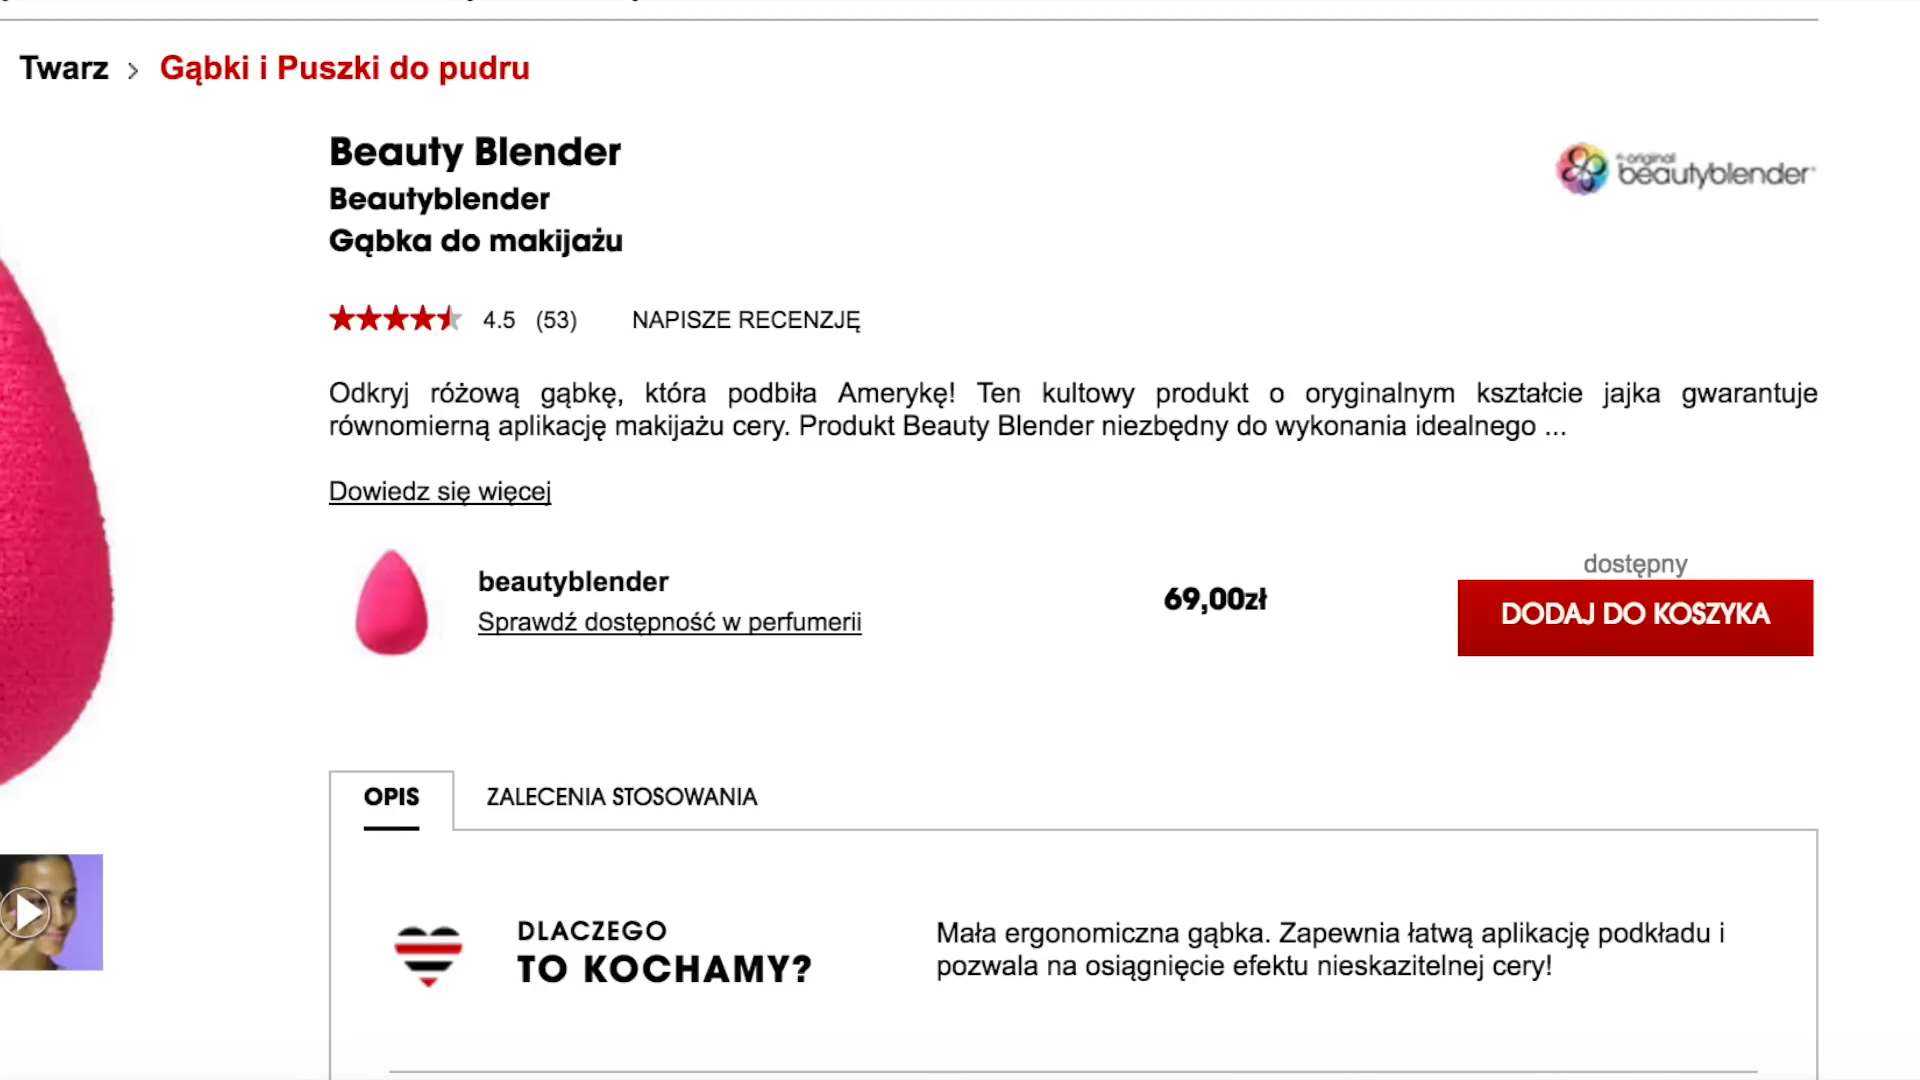 Twarz > Gąbki i Puszki do pudru
Beauty Blender
Beautyblender
Gąbka do makijażu
original
beautyblender
4.5 (53) NAPISZE RECENZJĘ
Odkryj różową gąbkę, która podbiła Amerykę! Ten kultowy produkt o oryginalnym kształcie jajka gwarantuje
równomierną aplikację makijażu cery. Produkt Beauty Blender niezbędny do wykonania idealnego ...
Dowiedz się więcej
beautyblender
Sprawdź dostępność w perfumerii
69,00zł
dostępny
DODAJ DO KOSZYKA
OPIS
ZALECENIA STOSOWANIA
DLACZEGO
TO KOCHAMY?
Mała ergonomiczna gąbka. Zapewnia łatwą aplikację podkładu i
pozwala na osiągnięcie efektu nieskazitelnej cery!